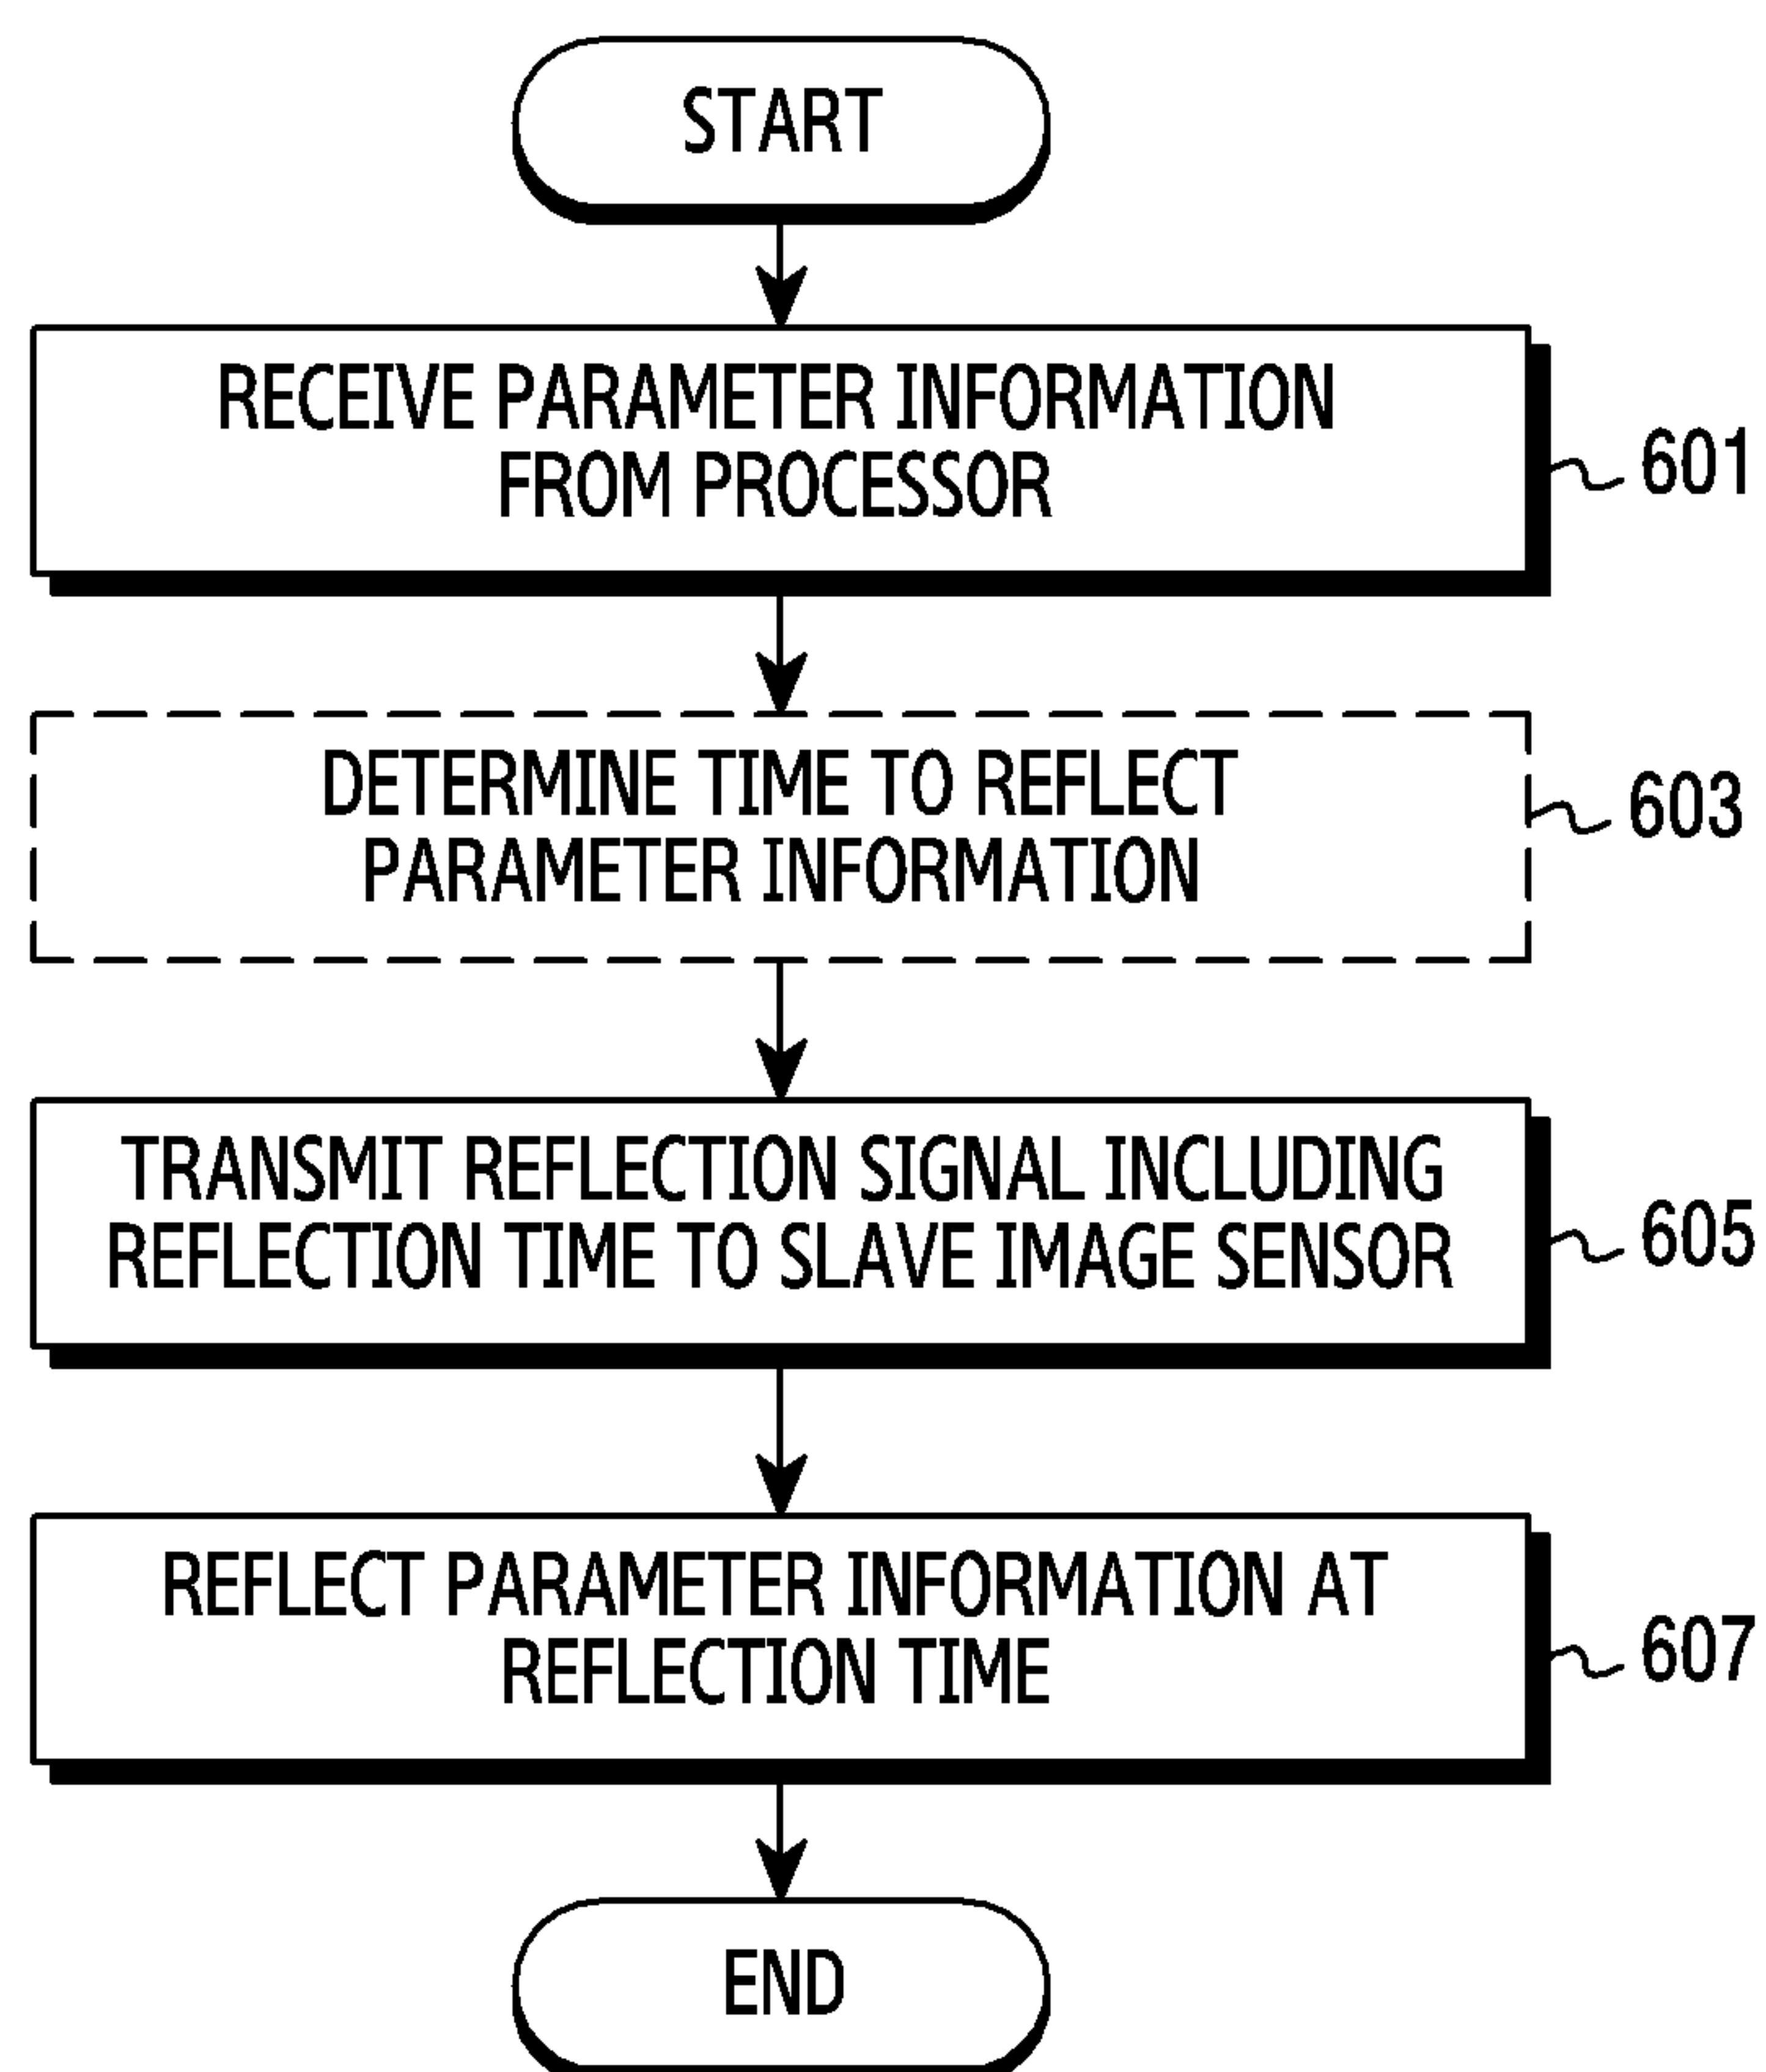 START
RECEIVE PARAMETER INFORMATION
FROM PROCESSOR
601
DETERMINE TIME TO REFLECT
PARAMETER INFORMATION
603
TRANSMIT REFLECTION SIGNAL INCLUDING
REFLECTION TIME TO SLAVE IMAGE SENSOR
605
REFLECT PARAMETER INFORMATION AT
REFLECTION TIME
607
END